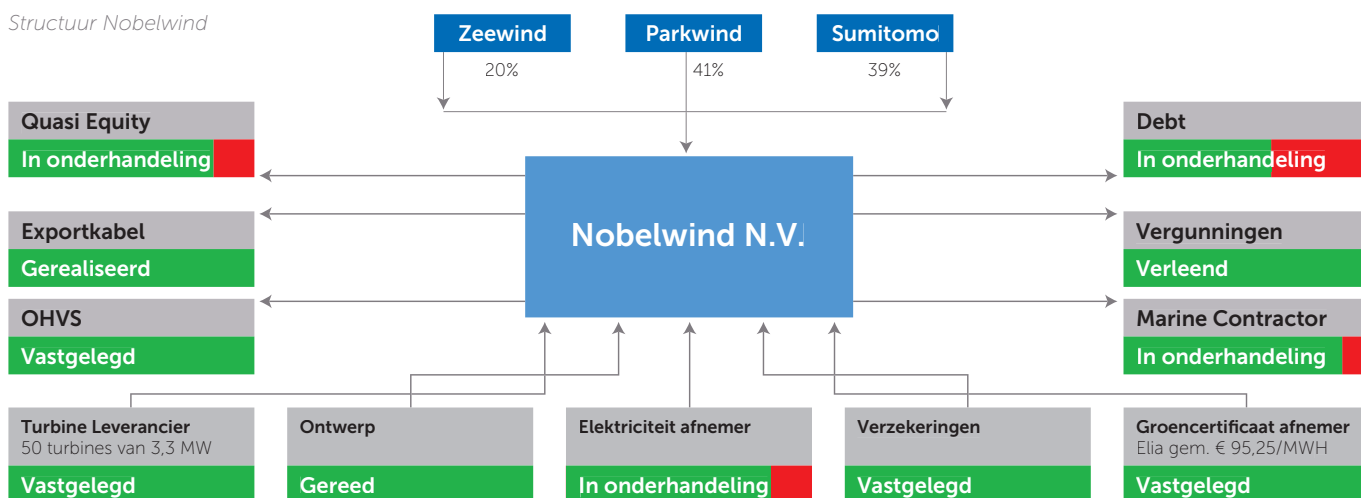 Structuur Nobelwind
Zeewind
Parkwind
Sumitomo
20%
41%
39%
Quasi Equity
In onderhandeling
Debt
In onderhandeling
Nobelwind N.V.
Exportkabel
Gerealiseerd
Vergunningen
Verleend
OHVS
Vastgelegd
Marine Contractor
In onderhandeling
Turbine Leverancier
50 turbines van 3,3 MW
Vastgelegd
Ontwerp
Gereed
Elektriciteit afnemer
In onderhandeling
Verzekeringen
Vastgelegd
Groencertificaat afnemer
Elia gem. € 95,25/MWH
Vastgelegd